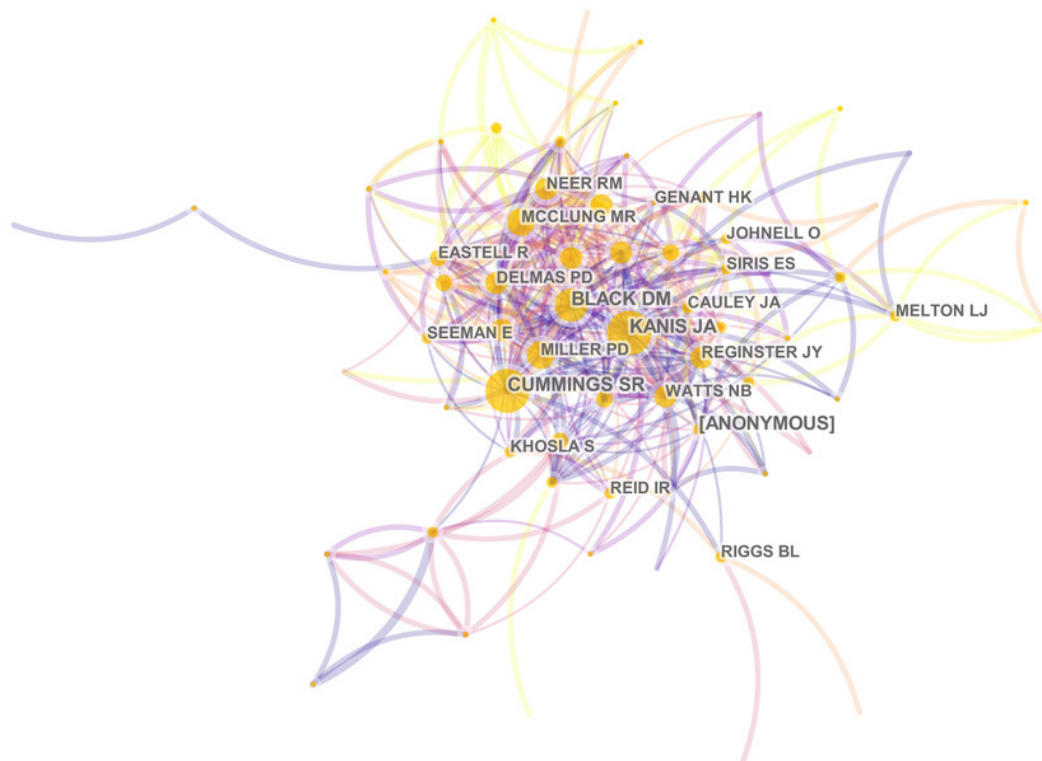 NEER RM
GENANT HK
MCCLUNG MR
JOHNELL O
EASTELL R
SIRIS ES
DELMAS PD
BLACK DM
CAULEY JA
MELTON LJ
KANIS JA
SEEMAN E
MILLER PD
REGINSTER JY
CUMMINGS SR
WATTS NB
[ANONYMOUS]
KHOSLA S
REID IR
RIGGS BL